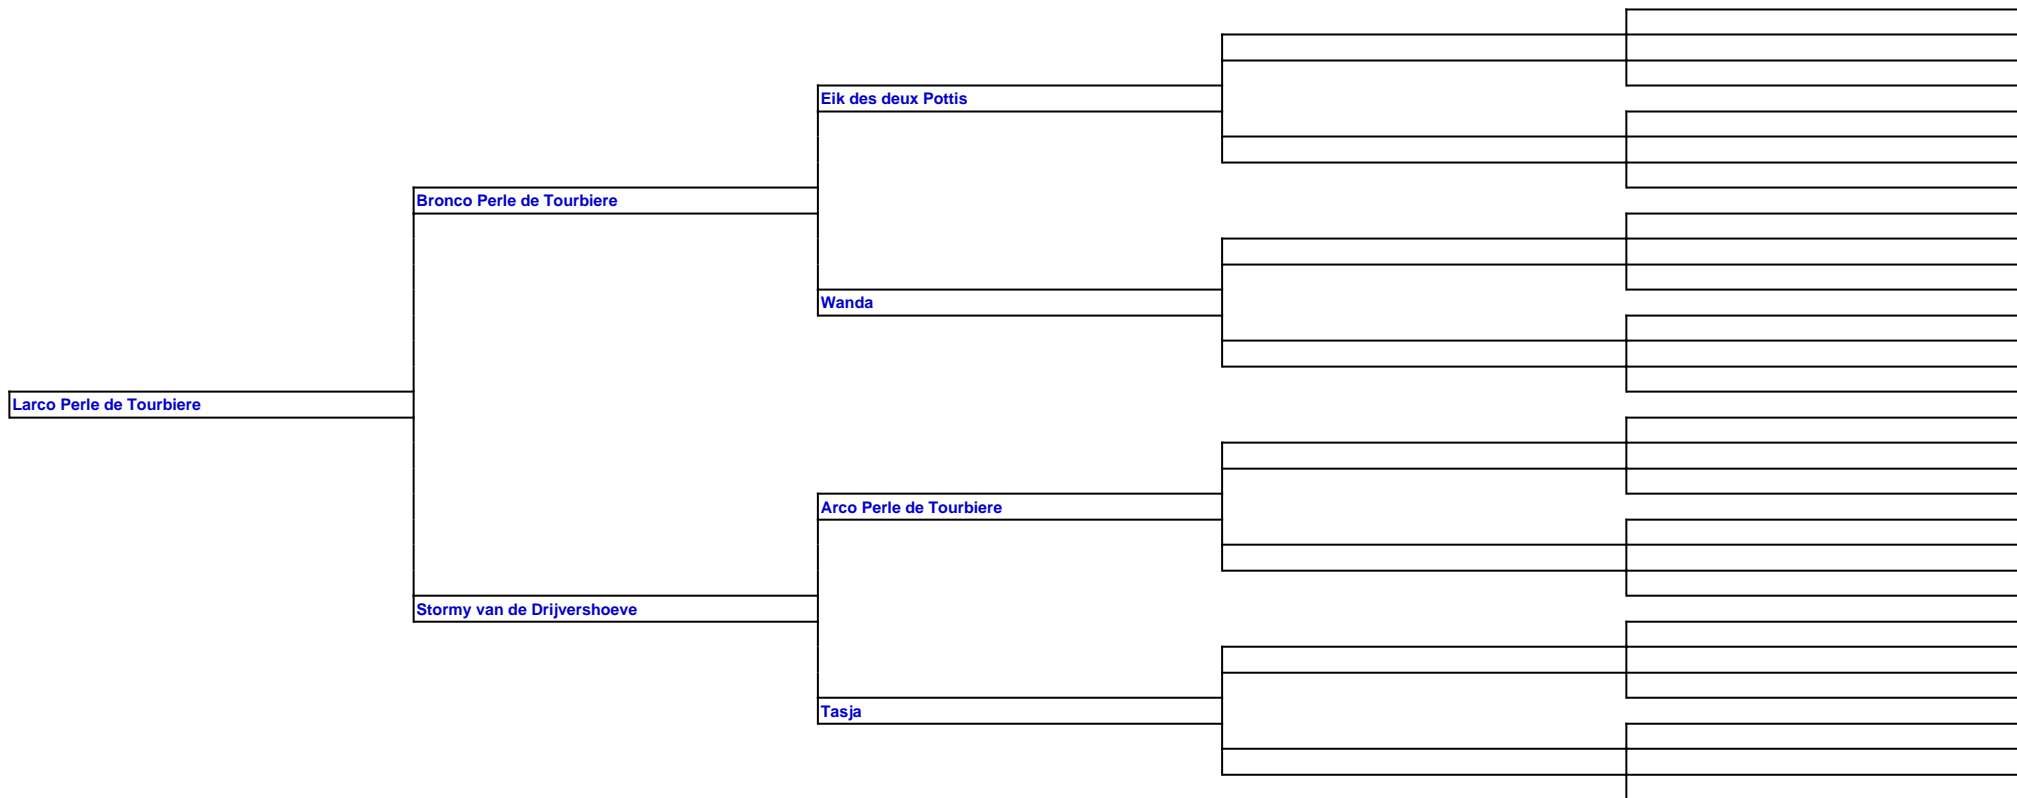 Eik des deux Pottis
Bronco Perle de Tourbiere
Wanda
Larco Perle de Tourbiere
Arco Perle de Tourbiere
Stormy van de Drijvershoeve
Tasja